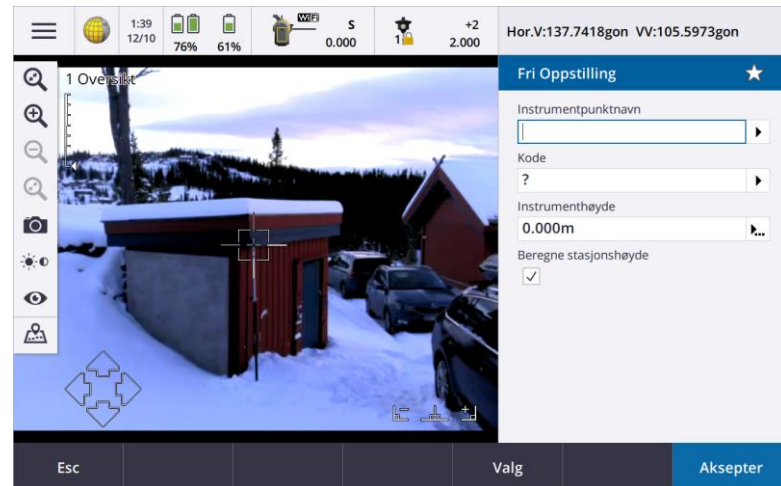 1:39
12/10
76%
61%
WiFi
S
0.000
1
+2
2.000
Hor.V:137.7418gon VV:105.5973gon
1 Oversikt
Fri Oppstilling
Instrumentpunktnavn
Kode
?
Instrumenthøyde
0.000m
Beregne stasjonshøyde
Esc
Valg
Aksepter